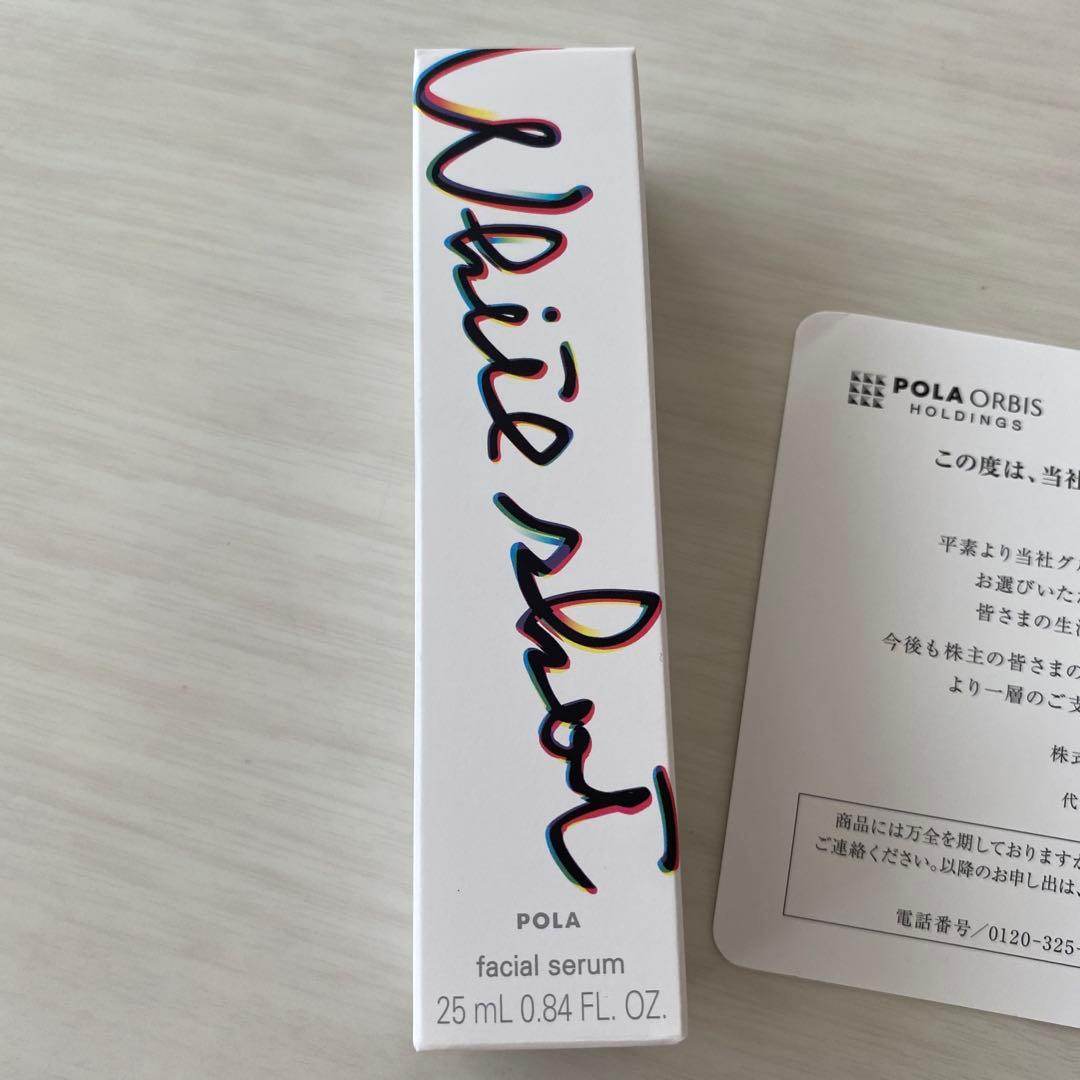 White shot
POLA
facial serum
25 mL 0.84 FL. OZ.
POLA ORBIS
HOLDINGS
この度は、当社
平素より当社グル
お選びいただ
皆さまの生活
今後も株主の皆さまの
より一層のご支
株式
代
商品には万全を期しておりますが
ご連絡ください。以降のお申し出は、
電話番号/0120-325-